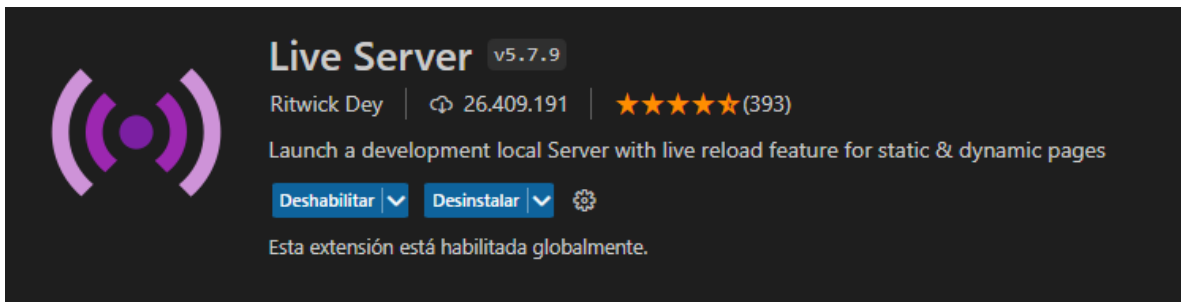 Live Server v5.7.9
Ritwick Dey 26.409.191 (393)
Launch a development local Server with live reload feature for static & dynamic pages
Deshabilitar Desinstalar
Esta extensión está habilitada globalmente.